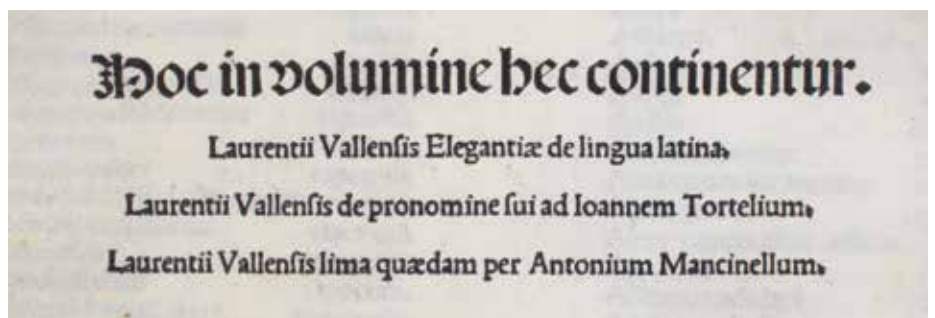 Hoc in volumine hec continentur.
Laurentii Vallenſis Elegantiæ de lingua latina,
Laurentii Vallenſis de pronomine ſui ad Ioannem Tortelium,
Laurentii Vallenſis lima quædam per Antonium Mancinellum,